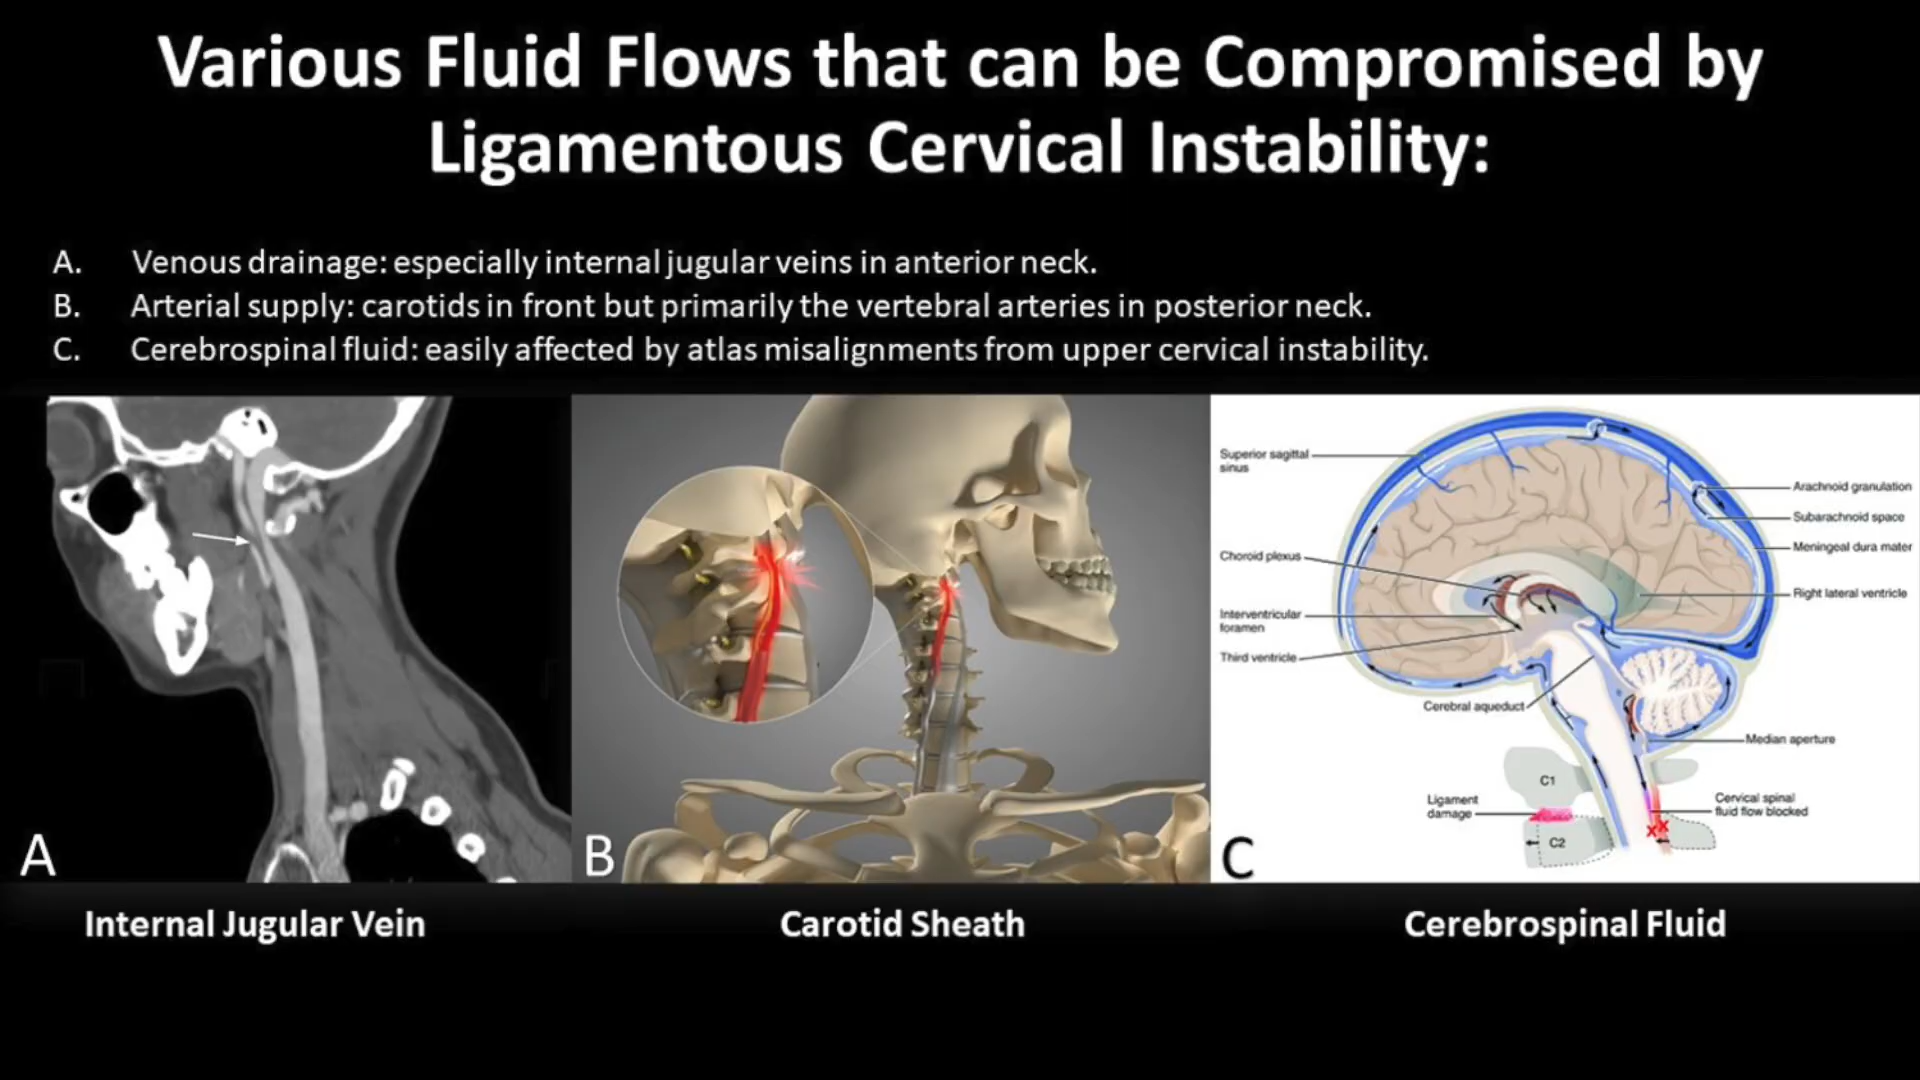 Various Fluid Flows that can be Compromised by
Ligamentous Cervical Instability:
A. Venous drainage: especially internal jugular veins in anterior neck.
B. Arterial supply: carotids in front but primarily the vertebral arteries in posterior neck.
C. Cerebrospinal fluid: easily affected by atlas misalignments from upper cervical instability.
Superior sagittal
sinus
Arachnoid granulation
Subarachnoid space
Meningeal dura mater
Choroid plexus
Right lateral ventricle
Interventricular
foramen
Third ventricle
Cerebral aqueduct
Median aperture
C1
Ligament
damage
Cervical spinal
fluid flow blocked
XX
C2
A
B
C
Internal Jugular Vein
Carotid Sheath
Cerebrospinal Fluid